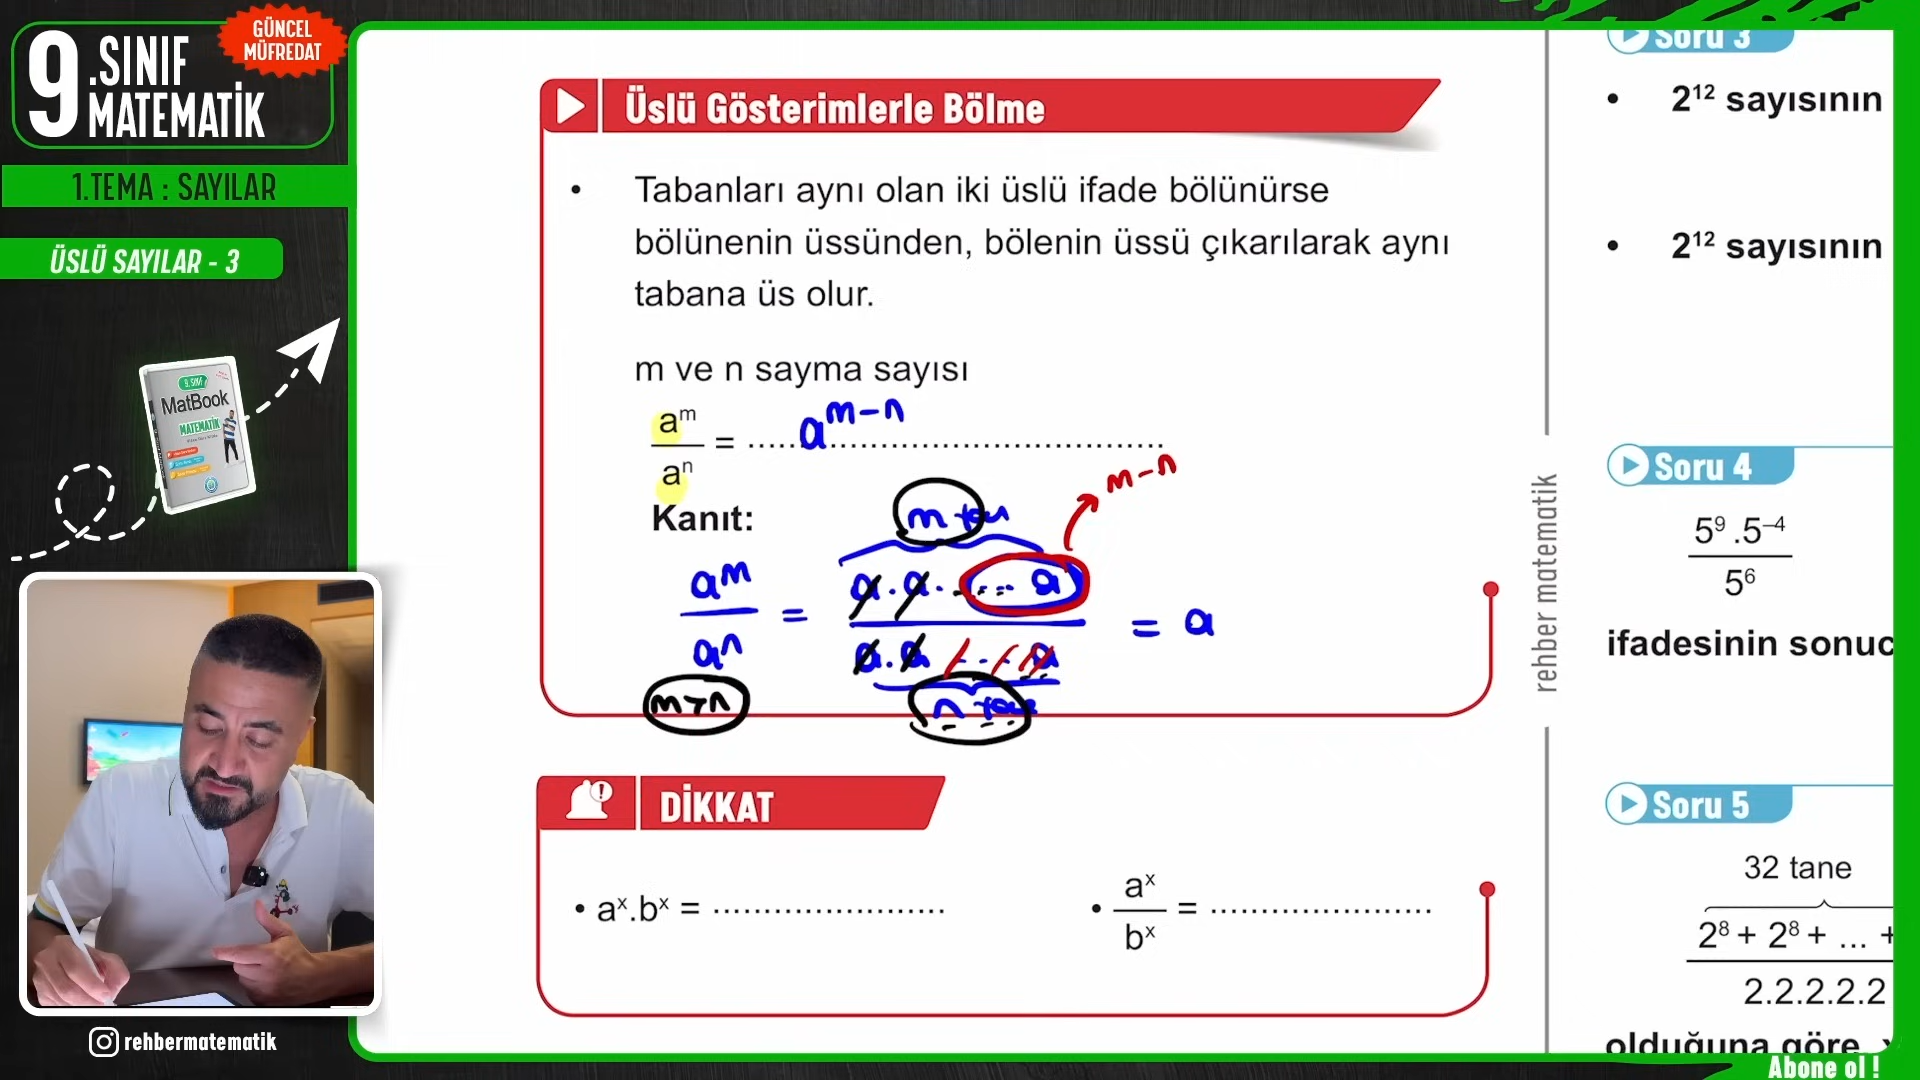 9.SINIF
MATEMATİK
GÜNCEL
MÜFREDAT
1.TEMA : SAYILAR
ÜSLÜ SAYILAR - 3
9. SINIF
MatBook
MATEMATİK
rehbermatematik
Üslü Gösterimlerle Bölme
• Tabanları aynı olan iki üslü ifade bölünürse
bölünenin üssünden, bölenin üssü çıkarılarak aynı
tabana üs olur.
m ve n sayma sayısı
aᵐ/aⁿ = .................... a^(m-n)
Kanıt:
m tane
m-n
aᵐ/aⁿ = a.a. .... a / a.a. .... a = a
m>n
n tane
DİKKAT
• aˣ.bˣ = .......................
• aˣ/bˣ = ......................
rehber matematik
Soru 3
• 2¹² sayısının
• 2¹² sayısının
Soru 4
5⁹ .5⁻⁴
5⁶
ifadesinin sonuc
Soru 5
32 tane
2⁸ + 2⁸ + ... +
2.2.2.2.2
olduğuna göre,
Abone ol !